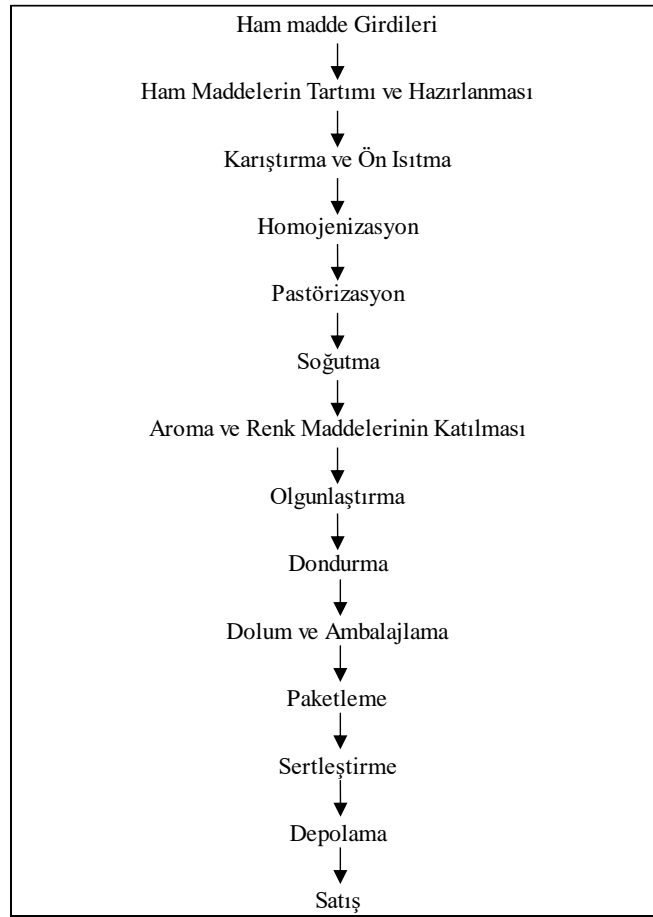 Ham madde Girdileri
Ham Maddelerin Tartımı ve Hazırlanması
Karıştırma ve Ön Isıtma
Homojenizasyon
Pastörizasyon
Soğutma
Aroma ve Renk Maddelerinin Katılması
Olgunlaştırma
Dondurma
Dolum ve Ambalajlama
Paketleme
Sertleştirme
Depolama
Satış